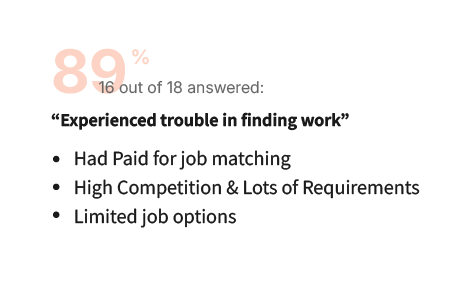 89%
16 out of 18 answered:
“Experienced trouble in finding work”
• Had Paid for job matching
• High Competition & Lots of Requirements
• Limited job options